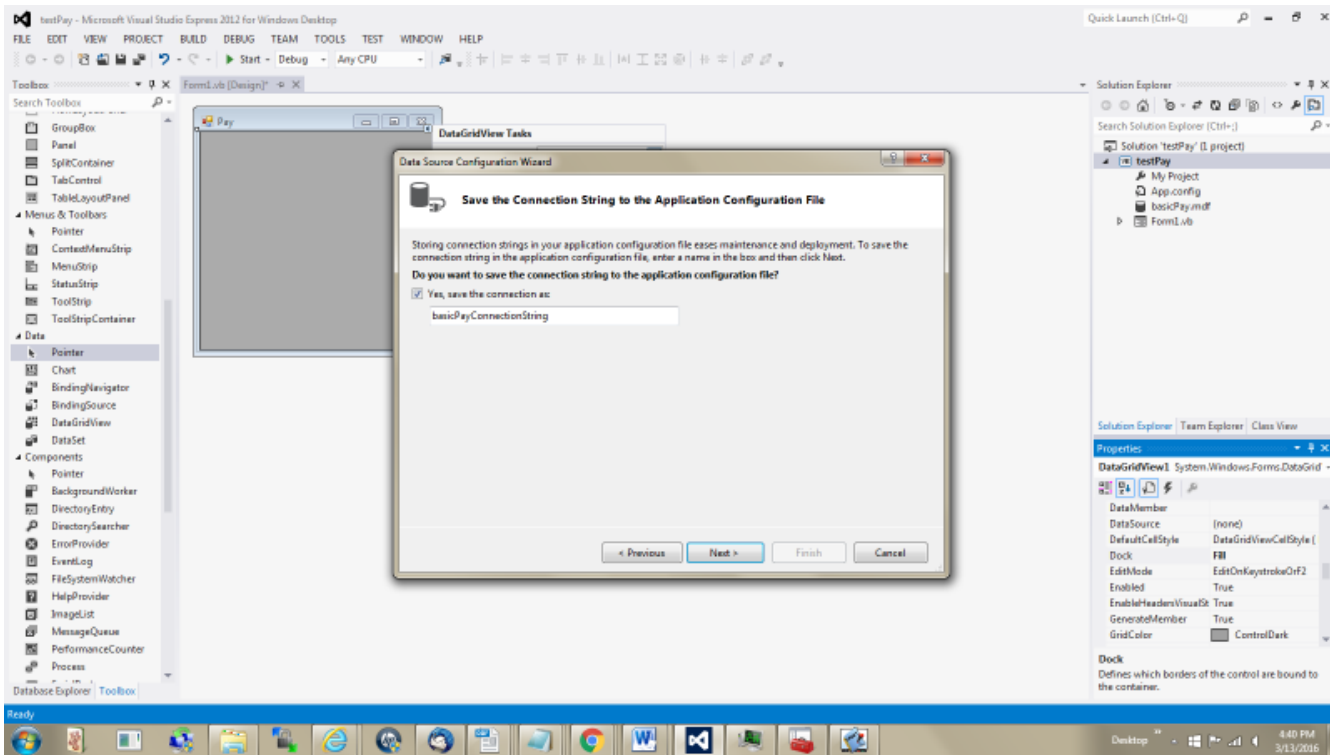 testPay - Microsoft Visual Studio Express 2012 for Windows Desktop
Quick Launch (Ctrl+Q)
FILE EDIT VIEW PROJECT BUILD DEBUG TEAM TOOLS TEST WINDOW HELP
Start Debug Any CPU
Toolbox
Form1.vb [Design]*
Search Toolbox
GroupBox
Panel
SplitContainer
TabControl
TableLayoutPanel
Menus & Toolbars
Pointer
ContextMenuStrip
MenuStrip
StatusStrip
ToolStrip
ToolStripContainer
Data
Pointer
Chart
BindingNavigator
BindingSource
DataGridView
DataSet
Components
Pointer
BackgroundWorker
DirectoryEntry
DirectorySearcher
ErrorProvider
EventLog
FileSystemWatcher
HelpProvider
ImageList
MessageQueue
PerformanceCounter
Process
Database Explorer Toolbox
Pay
DataGridView Tasks
Data Source Configuration Wizard
Save the Connection String to the Application Configuration File
Storing connection strings in your application configuration file eases maintenance and deployment. To save the
connection string in the application configuration file, enter a name in the box and then click Next.
Do you want to save the connection string to the application configuration file?
Yes, save the connection as:
basicPayConnectionString
< Previous Next > Finish Cancel
Solution Explorer
Search Solution Explorer (Ctrl+;)
Solution 'testPay' (1 project)
testPay
My Project
App.config
basicPay.mdf
Form1.vb
Solution Explorer Team Explorer Class View
Properties
DataGridView1 System.Windows.Forms.DataGrid
DataMember
DataSource (none)
DefaultCellStyle DataGridViewCellStyle {
Dock Fill
EditMode EditOnKeystrokeOrF2
Enabled True
EnableHeadersVisualSt True
GenerateMember True
GridColor ControlDark
Dock
Defines which borders of the control are bound to
the container.
Ready
Desktop
4:40 PM
3/13/2016